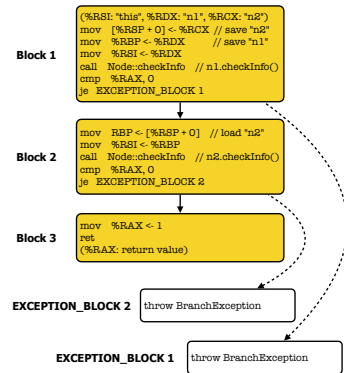 (%RSI: "this", %RDX: "n1", %RCX: "n2")
mov [%RSP + 0] <- %RCX // save "n2"
mov %RBP <- %RDX // save "n1"
mov %RSI <- %RDX
call Node::checkInfo // n1.checkInfo()
cmp %RAX, 0
je EXCEPTION_BLOCK 1
Block 1
mov RBP <- [%RSP + 0] // load "n2"
mov %RSI <- %RBP
call Node::checkInfo // n2.checkInfo()
cmp %RAX, 0
je EXCEPTION_BLOCK 2
Block 2
mov %RAX <- 1
ret
(%RAX: return value)
Block 3
EXCEPTION_BLOCK 2
throw BranchException
EXCEPTION_BLOCK 1
throw BranchException